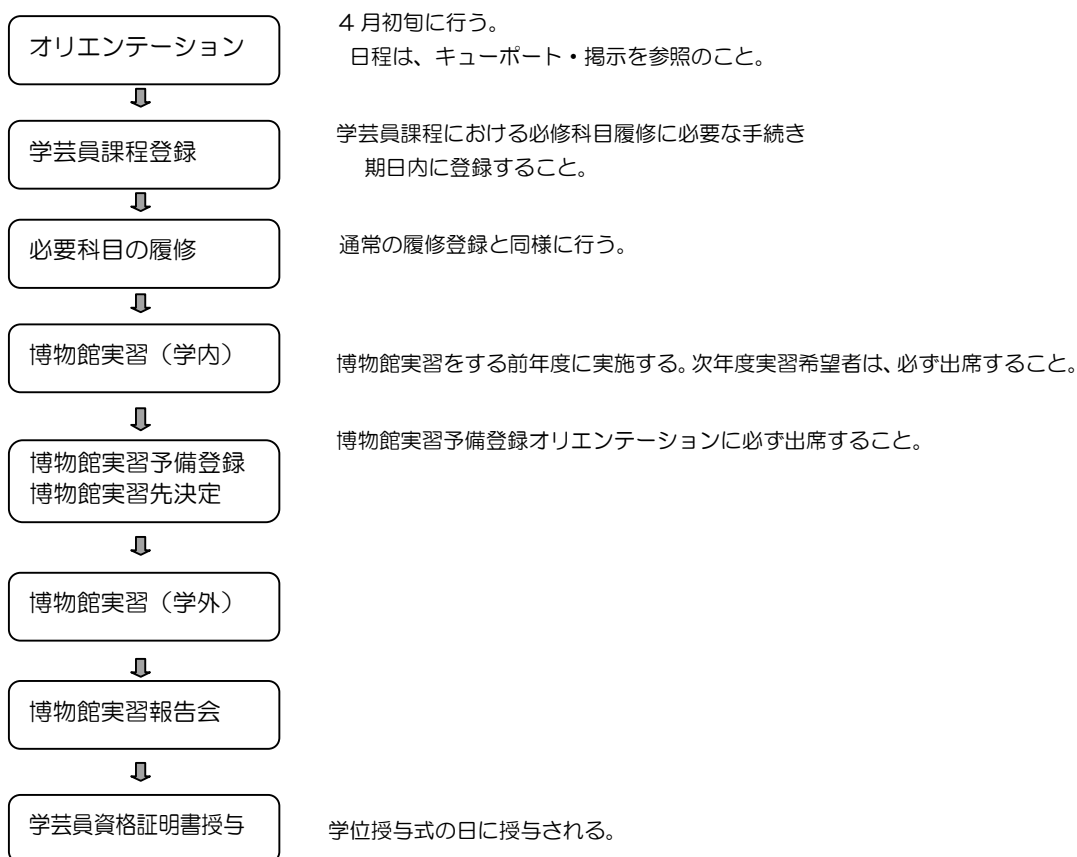 オリエンテーション
4月初旬に行う。
日程は、キューポート・掲示を参照のこと。
学芸員課程登録
学芸員課程における必修科目履修に必要な手続き
期日内に登録すること。
必要科目の履修
通常の履修登録と同様に行う。
博物館実習（学内）
博物館実習をする前年度に実施する。次年度実習希望者は、必ず出席すること。
博物館実習予備登録
博物館実習先決定
博物館実習予備登録オリエンテーションに必ず出席すること。
博物館実習（学外）
博物館実習報告会
学芸員資格証明書授与
学位授与式の日に授与される。